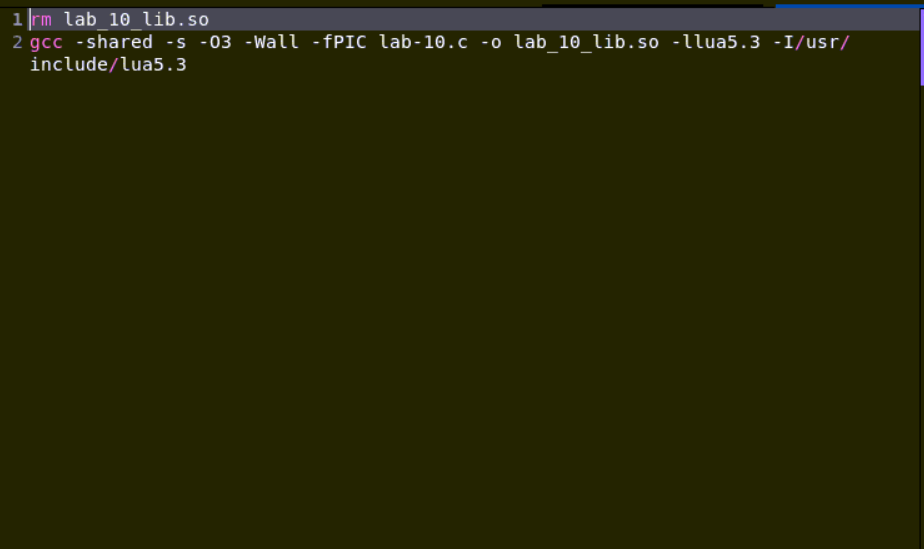 1 rm lab_10_lib.so
2 gcc -shared -s -O3 -Wall -fPIC lab-10.c -o lab_10_lib.so -llua5.3 -I/usr/
include/lua5.3